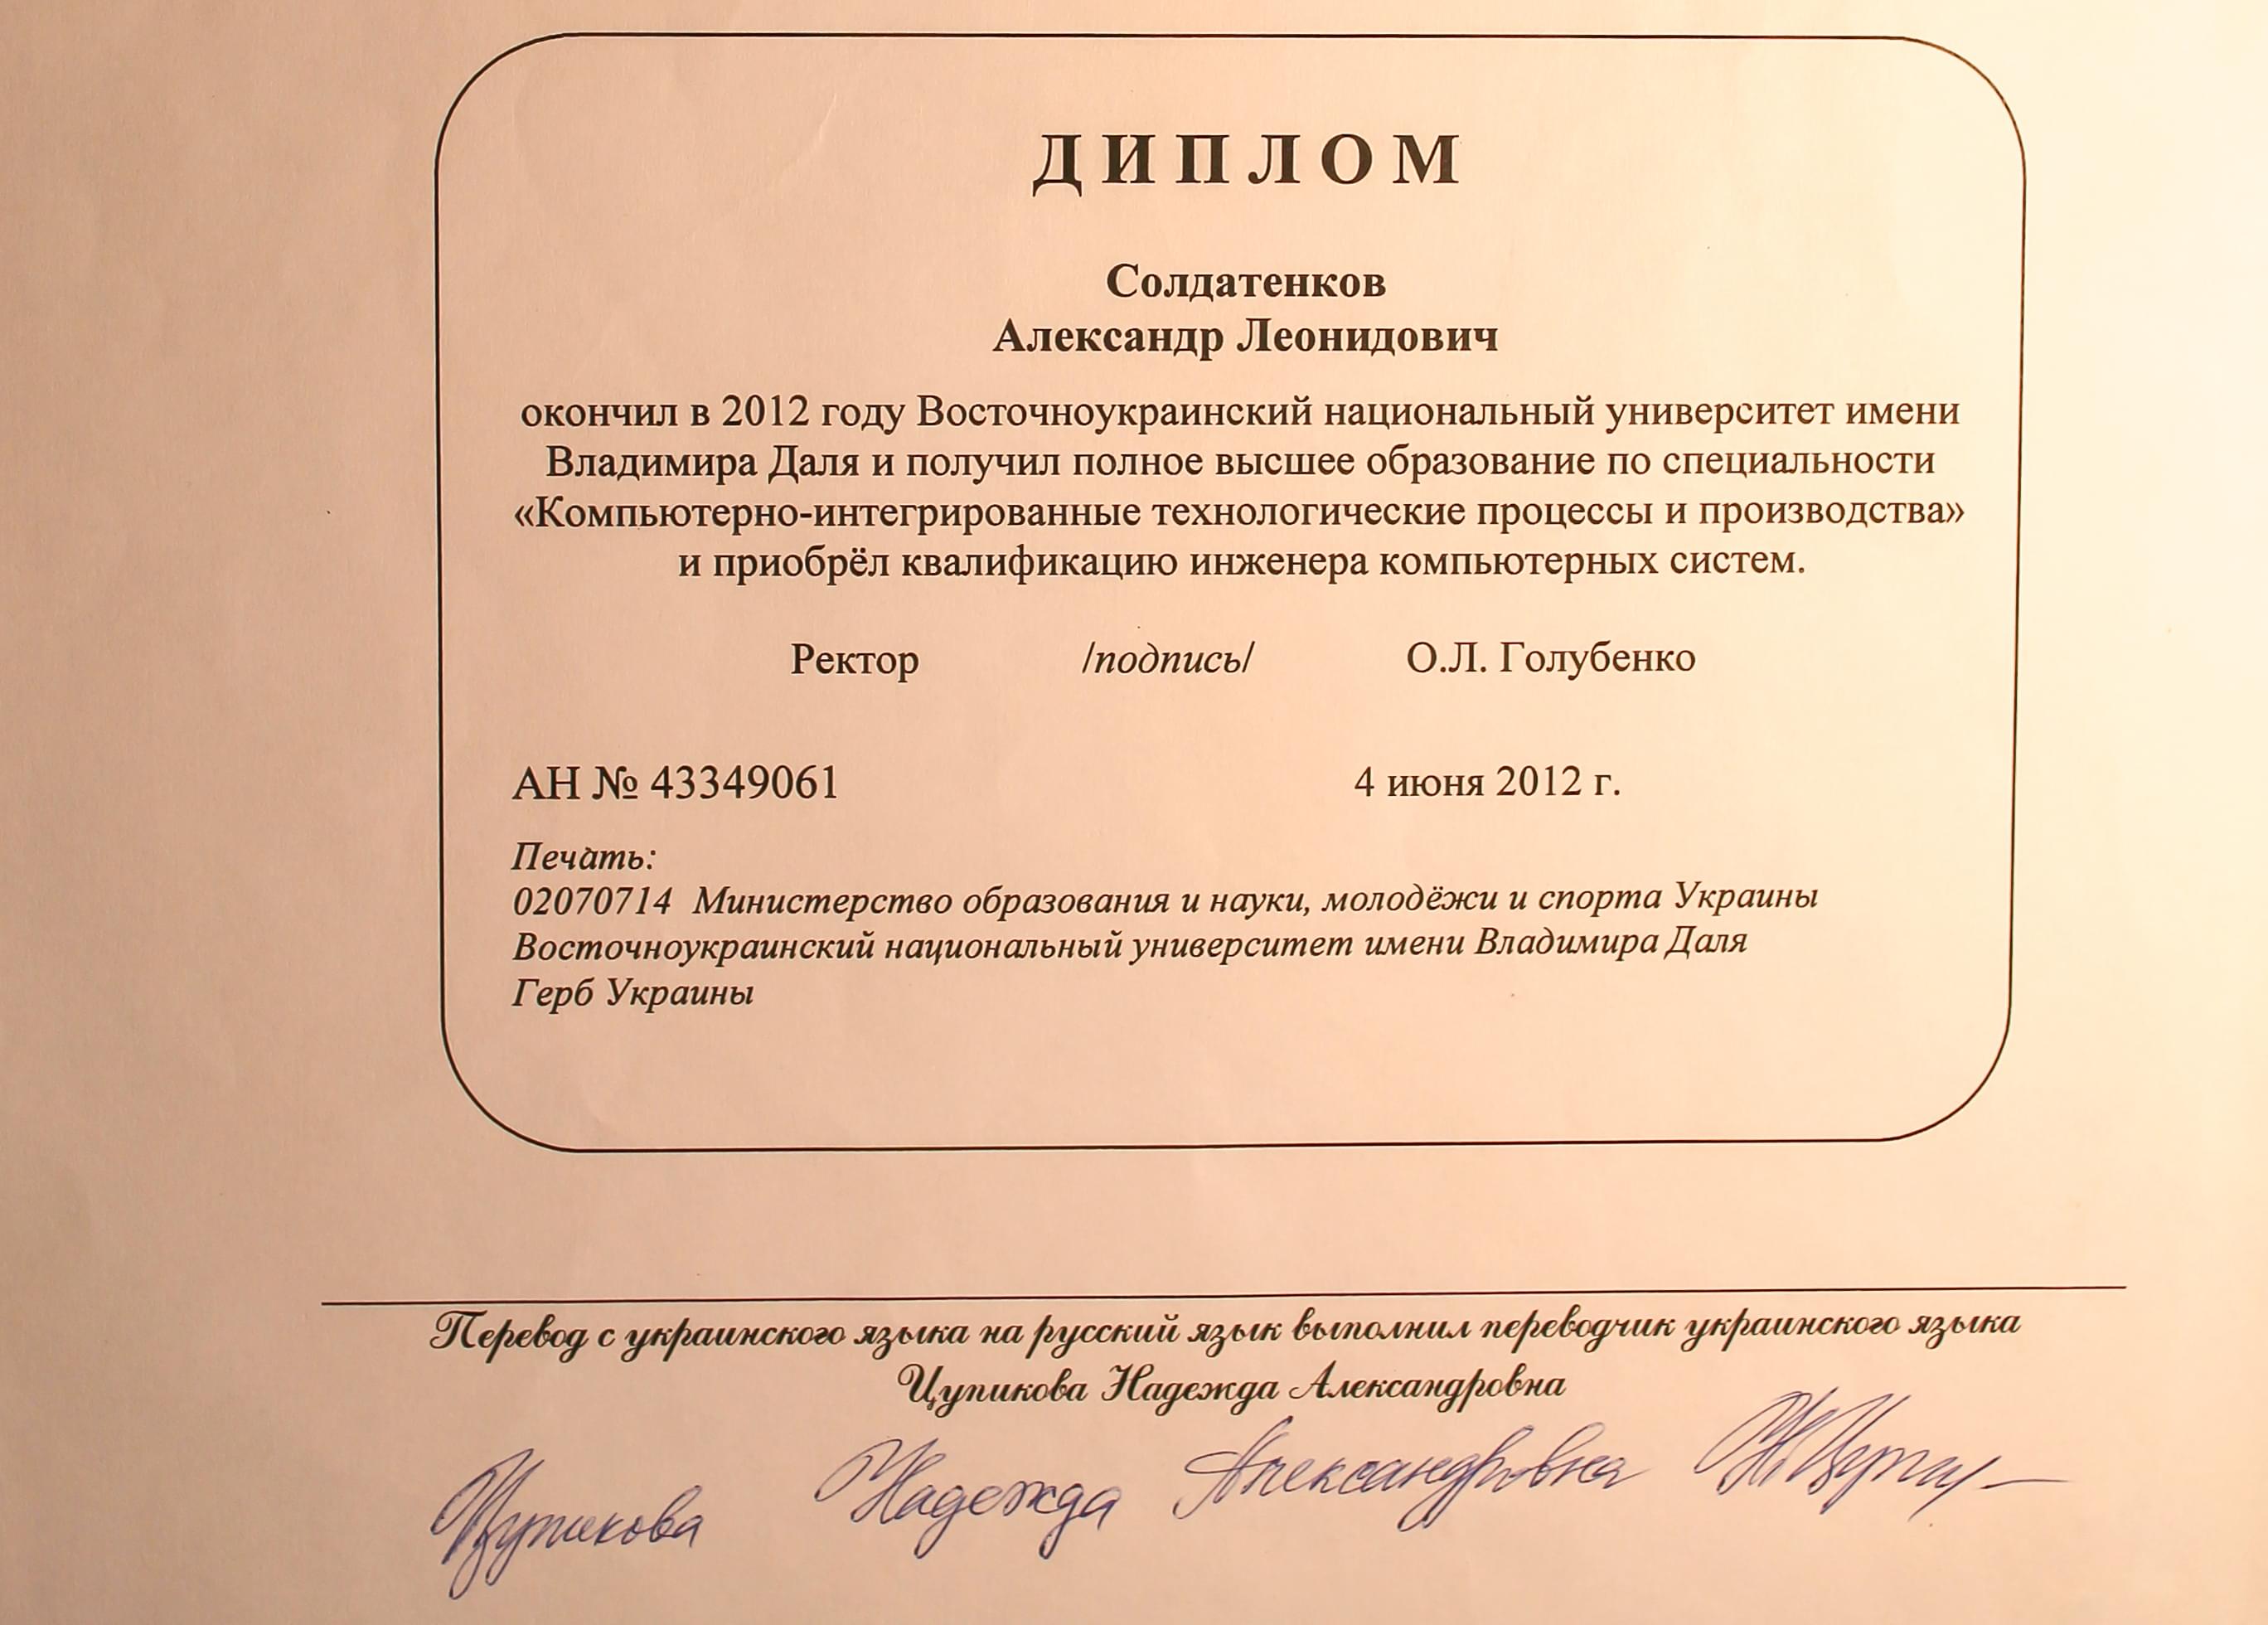 ДИПЛОМ
Солдатенков
Александр Леонидович
окончил в 2012 году Восточноукраинский национальный университет имени
Владимира Даля и получил полное высшее образование по специальности
«Компьютерно-интегрированные технологические процессы и производства»
и приобрёл квалификацию инженера компьютерных систем.
Ректор /подпись/ О.Л. Голубенко
АН № 43349061 4 июня 2012 г.
Печать:
02070714 Министерство образования и науки, молодёжи и спорта Украины
Восточноукраинский национальный университет имени Владимира Даля
Герб Украины
Перевод с украинского языка на русский язык выполнил переводчик украинского языка
Цупикова Надежда Александровна
Цупикова Надежда Александровна